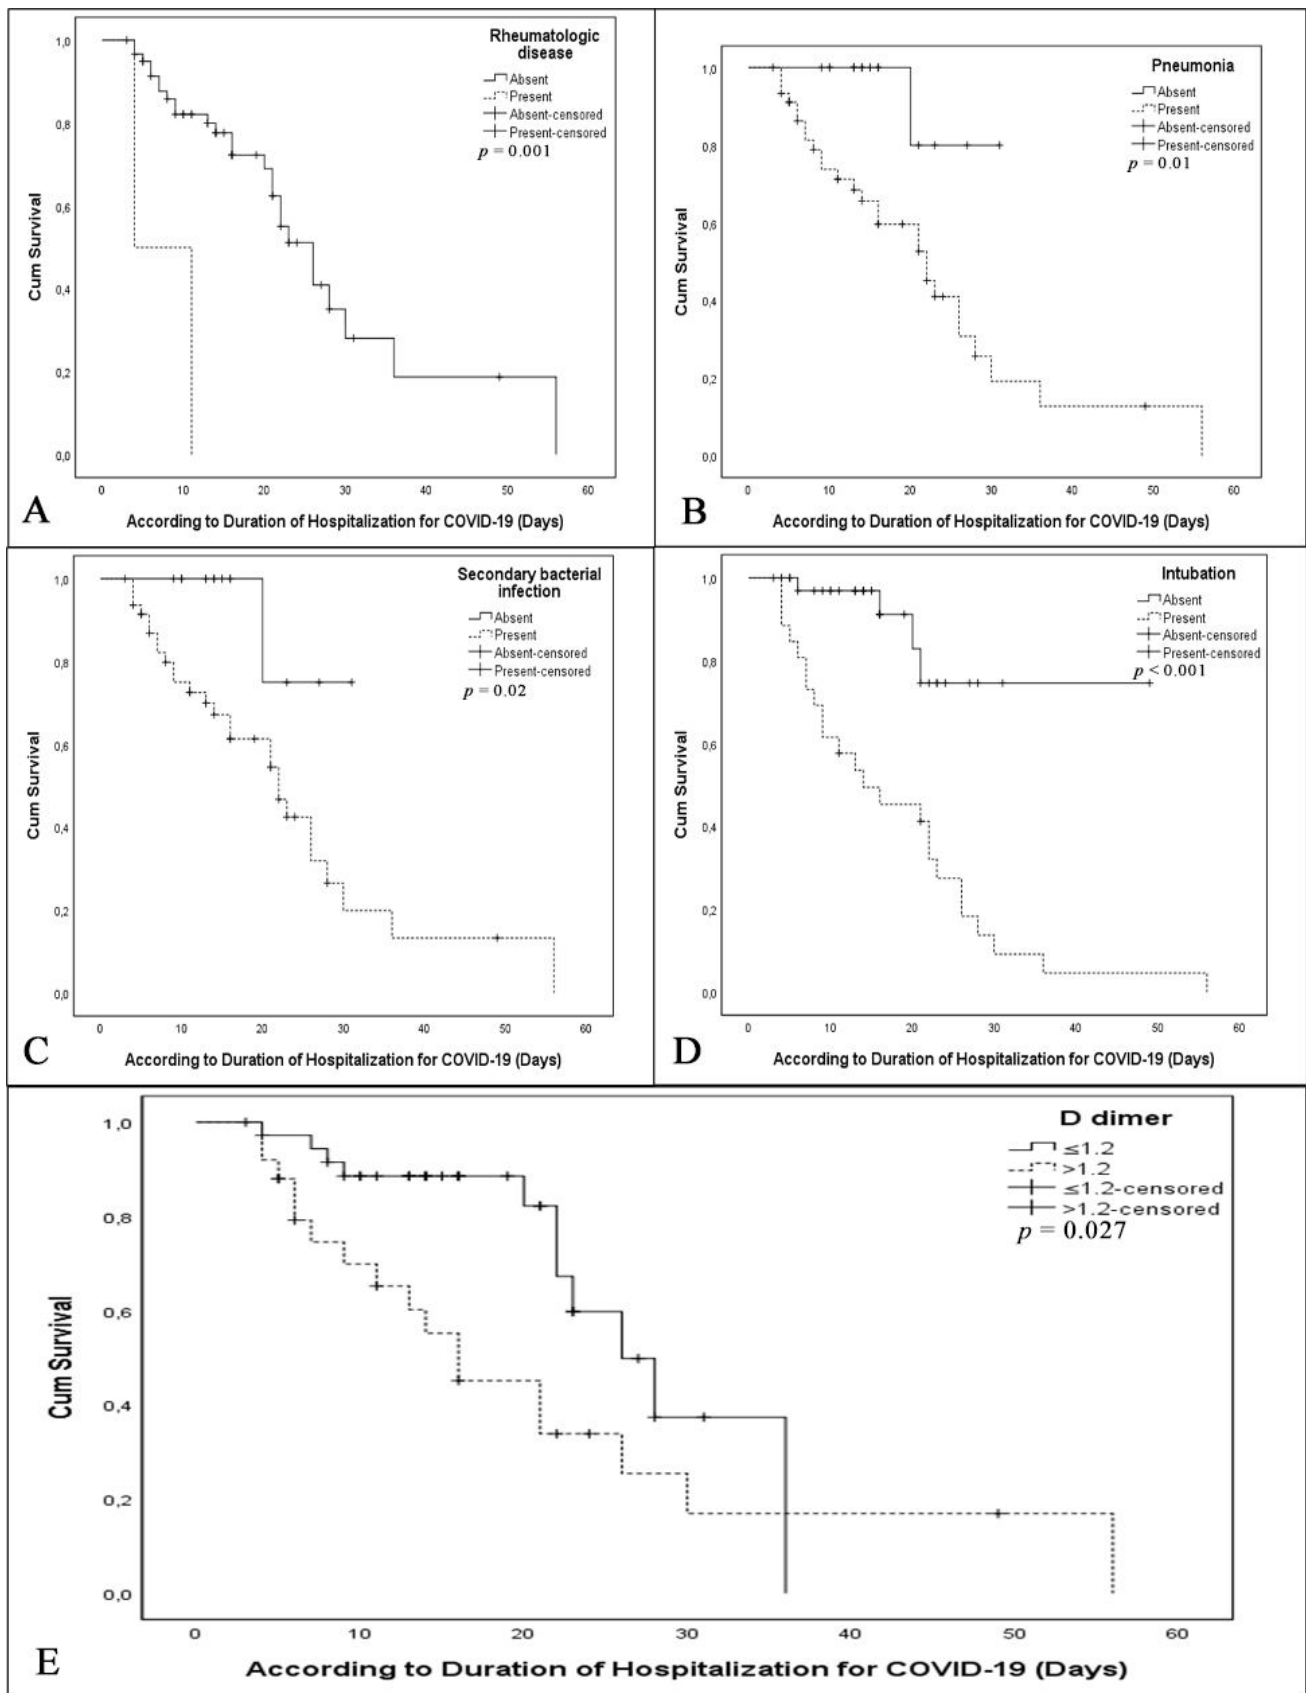 Rheumatologic
disease
Absent
Present
Absent-censored
Present-censored
p = 0.001
1,0
0,8
0,6
0,4
0,2
0,0
Cum Survival
0 10 20 30 40 50 60
According to Duration of Hospitalization for COVID-19 (Days)
A
Pneumonia
Absent
Present
Absent-censored
Present-censored
p = 0.01
1,0
0,8
0,6
0,4
0,2
0,0
Cum Survival
0 10 20 30 40 50 60
According to Duration of Hospitalization for COVID-19 (Days)
B
Secondary bacterial
infection
Absent
Present
Absent-censored
Present-censored
p = 0.02
1,0
0,8
0,6
0,4
0,2
0,0
Cum Survival
0 10 20 30 40 50 60
According to Duration of Hospitalization for COVID-19 (Days)
C
Intubation
Absent
Present
Absent-censored
Present-censored
p < 0.001
1,0
0,8
0,6
0,4
0,2
0,0
Cum Survival
0 10 20 30 40 50 60
According to Duration of Hospitalization for COVID-19 (Days)
D
D dimer
≤1.2
>1.2
≤1.2-censored
>1.2-censored
p = 0.027
1,0
0,8
0,6
0,4
0,2
0,0
Cum Survival
0 10 20 30 40 50 60
According to Duration of Hospitalization for COVID-19 (Days)
E